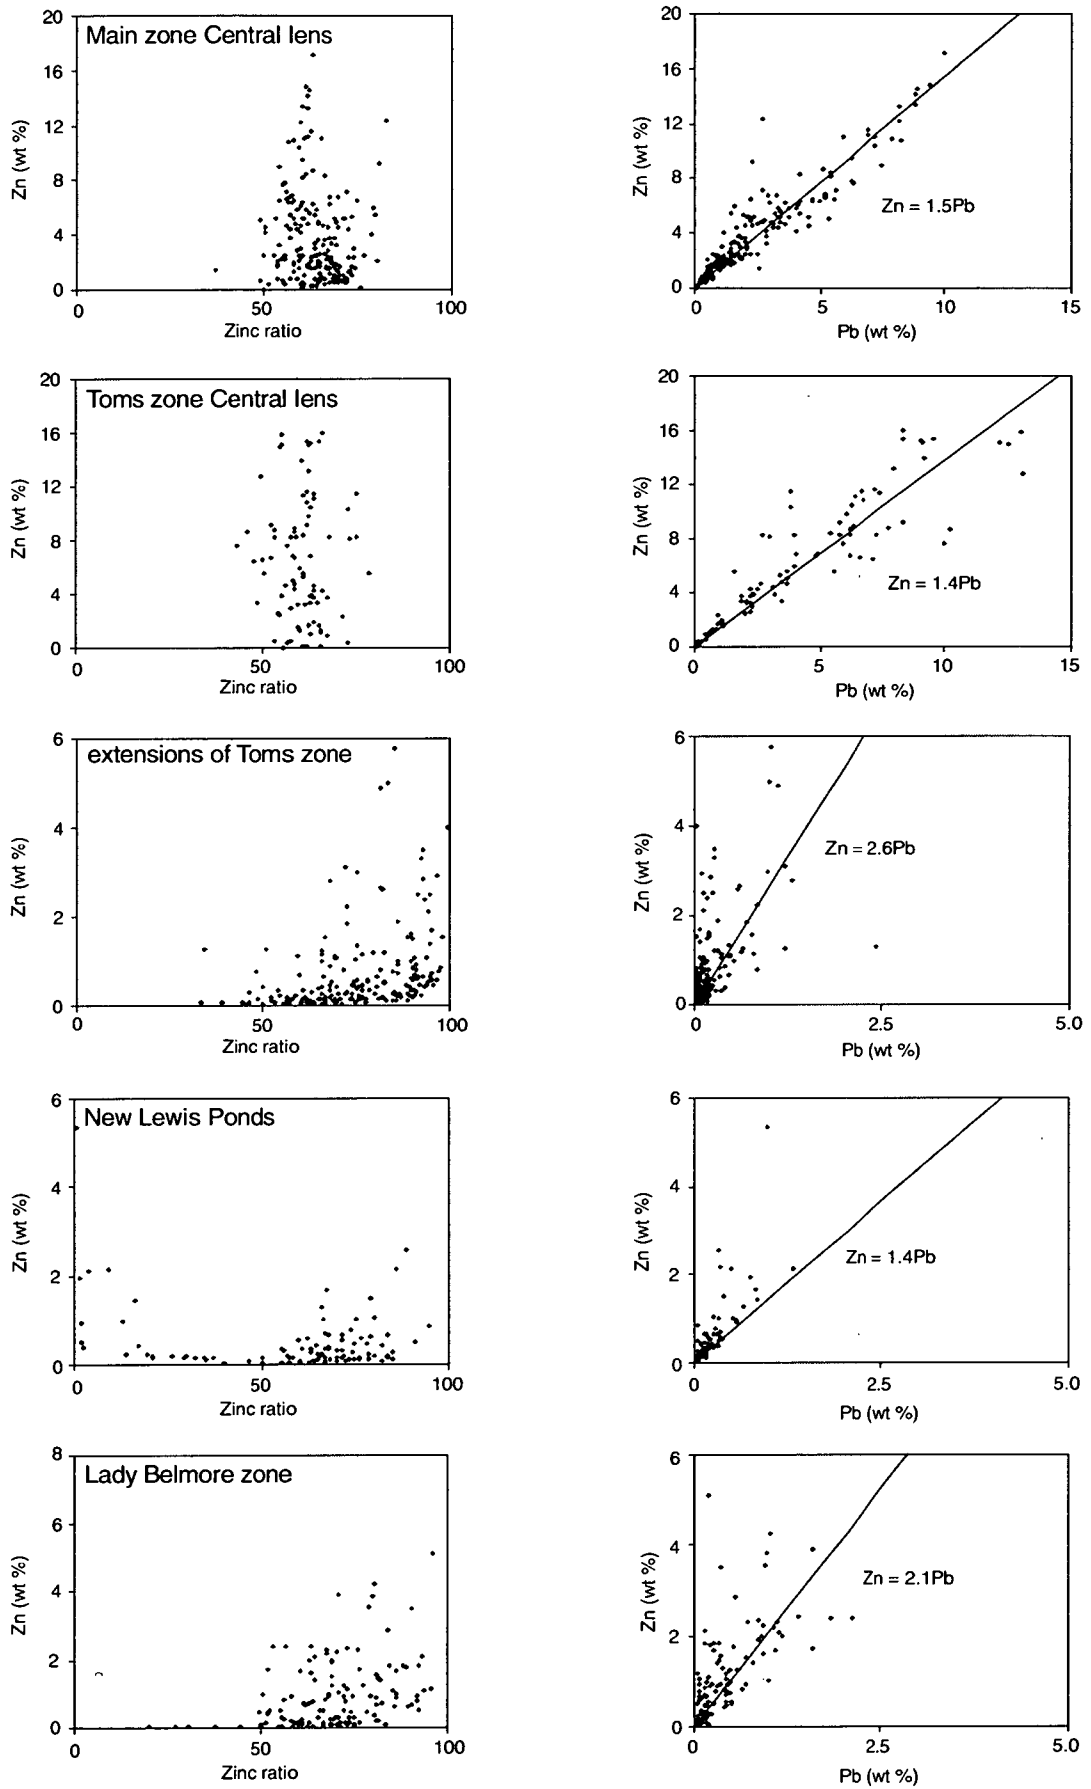 20
16
12
8
4
0
Zn (wt %)
Main zone Central lens
0
50
100
Zinc ratio
20
16
12
8
4
0
Zn (wt %)
Zn = 1.5Pb
0
5
10
15
Pb (wt %)
20
16
12
8
4
0
Zn (wt %)
Toms zone Central lens
0
50
100
Zinc ratio
20
16
12
8
4
0
Zn (wt %)
Zn = 1.4Pb
0
5
10
15
Pb (wt %)
6
4
2
0
Zn (wt %)
extensions of Toms zone
0
50
100
Zinc ratio
6
4
2
0
Zn (wt %)
Zn = 2.6Pb
0
2.5
5.0
Pb (wt %)
6
4
2
0
Zn (wt %)
New Lewis Ponds
0
50
100
Zinc ratio
6
4
2
0
Zn (wt %)
Zn = 1.4Pb
0
2.5
5.0
Pb (wt %)
8
6
4
2
0
Zn (wt %)
Lady Belmore zone
0
50
100
Zinc ratio
6
4
2
0
Zn (wt %)
Zn = 2.1Pb
0
2.5
5.0
Pb (wt %)